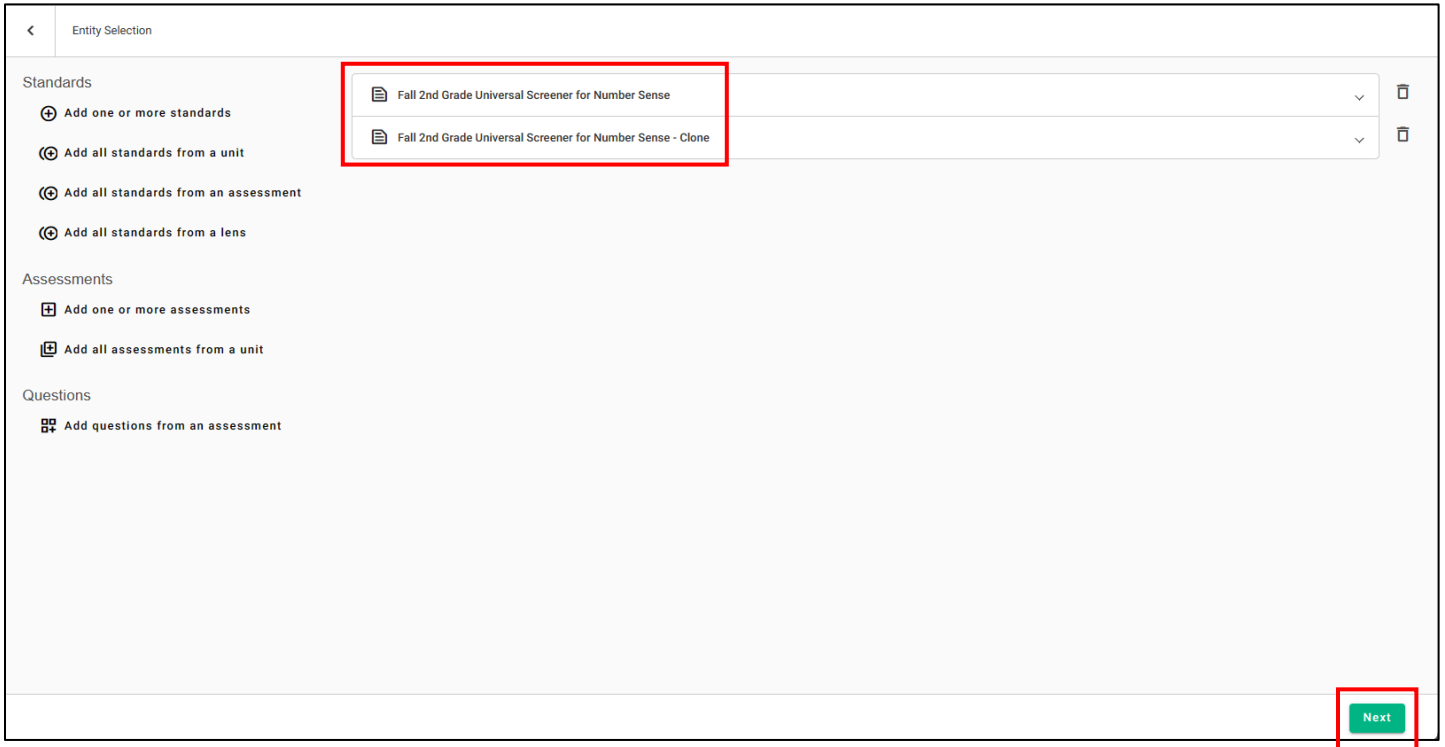 Entity Selection
Standards
Add one or more standards
Add all standards from a unit
Add all standards from an assessment
Add all standards from a lens
Assessments
Add one or more assessments
Add all assessments from a unit
Questions
Add questions from an assessment
Fall 2nd Grade Universal Screener for Number Sense
Fall 2nd Grade Universal Screener for Number Sense - Clone
Next